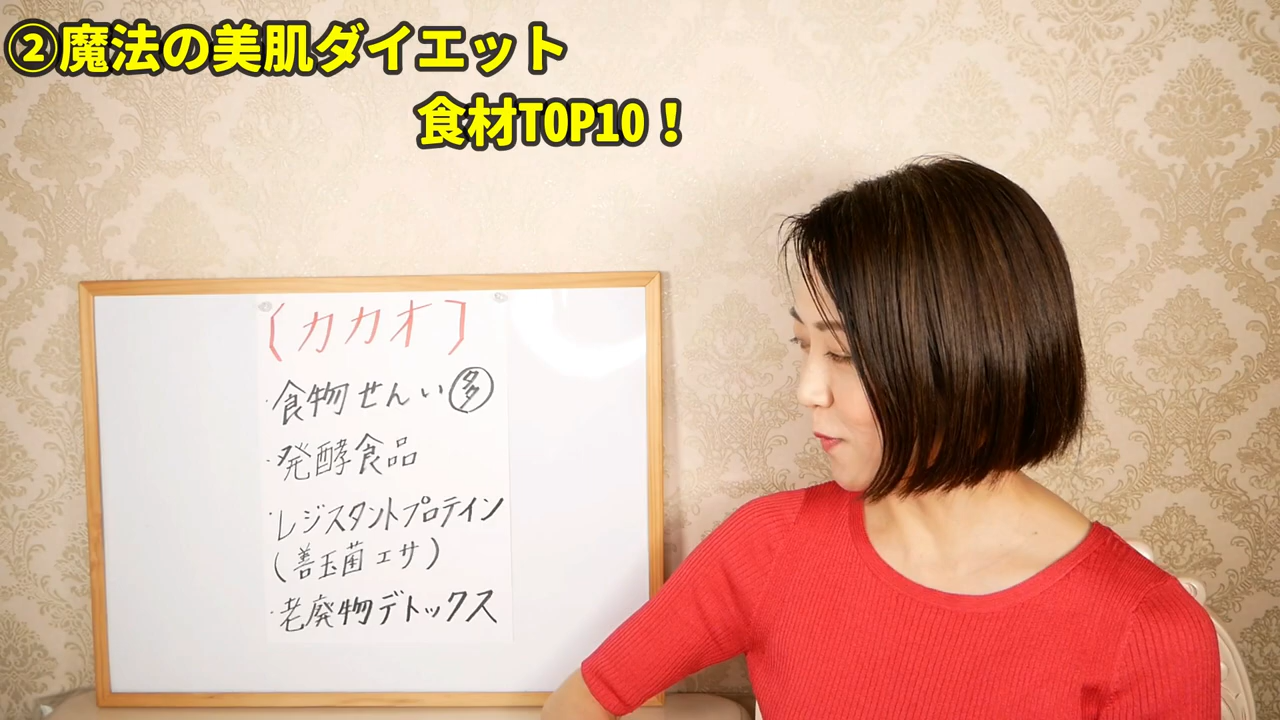 ②魔法の美肌ダイエット
食材TOP10！
〔カカオ〕
・食物せんい多
・発酵食品
・レジスタントプロテイン
(善玉菌エサ)
・老廃物デトックス